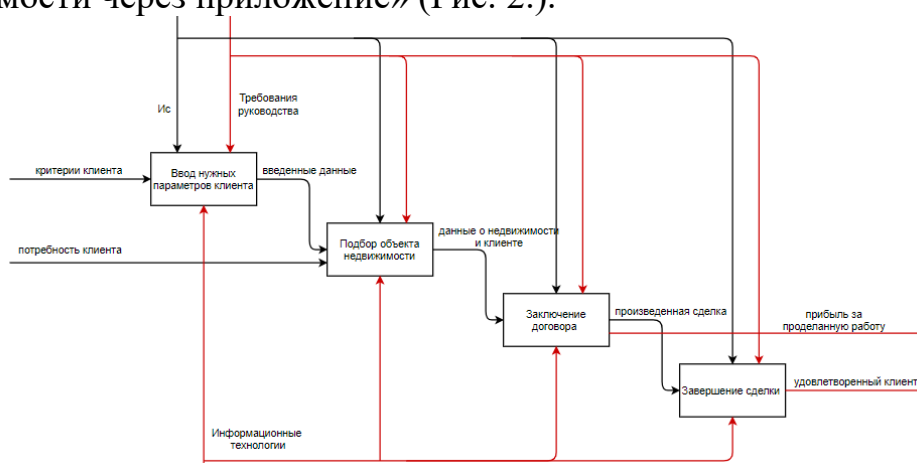 мости через приложение» (Рис. 2.).
Ис
Требования
руководства
критерии клиента
Ввод нужных
параметров клиента
введенные данные
потребность клиента
Подбор объекта
недвижимости
данные о недвижимости
и клиенте
Заключение
договора
произведенная сделка
прибыль за
проделанную работу
Завершение сделки
удовлетворенный клиент
Информационные
технологии